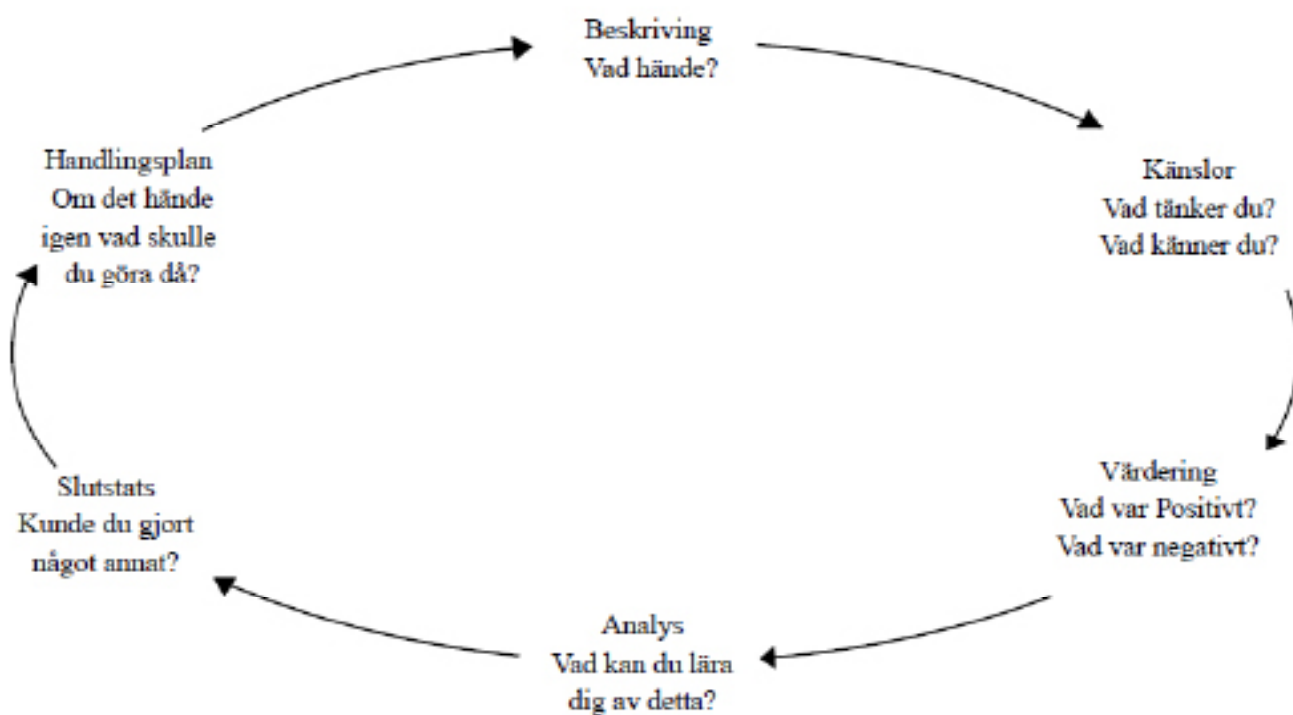 Beskriving
Vad hände?
Känslor
Vad tänker du?
Vad känner du?
Värdering
Vad var Positivt?
Vad var negativt?
Analys
Vad kan du lära
dig av detta?
Slutstats
Kunde du gjort
något annat?
Handlingsplan
Om det hände
igen vad skulle
du göra då?